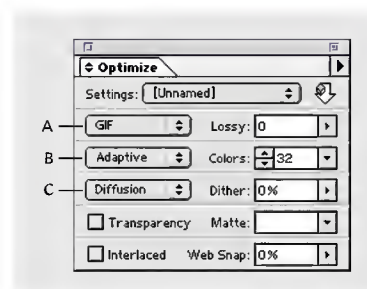 Optimize
Settings: [Unnamed]
A GIF Lossy: 0
B Adaptive Colors: 32
C Diffusion Dither: 0%
Transparency Matte:
Interlaced Web Snap: 0%